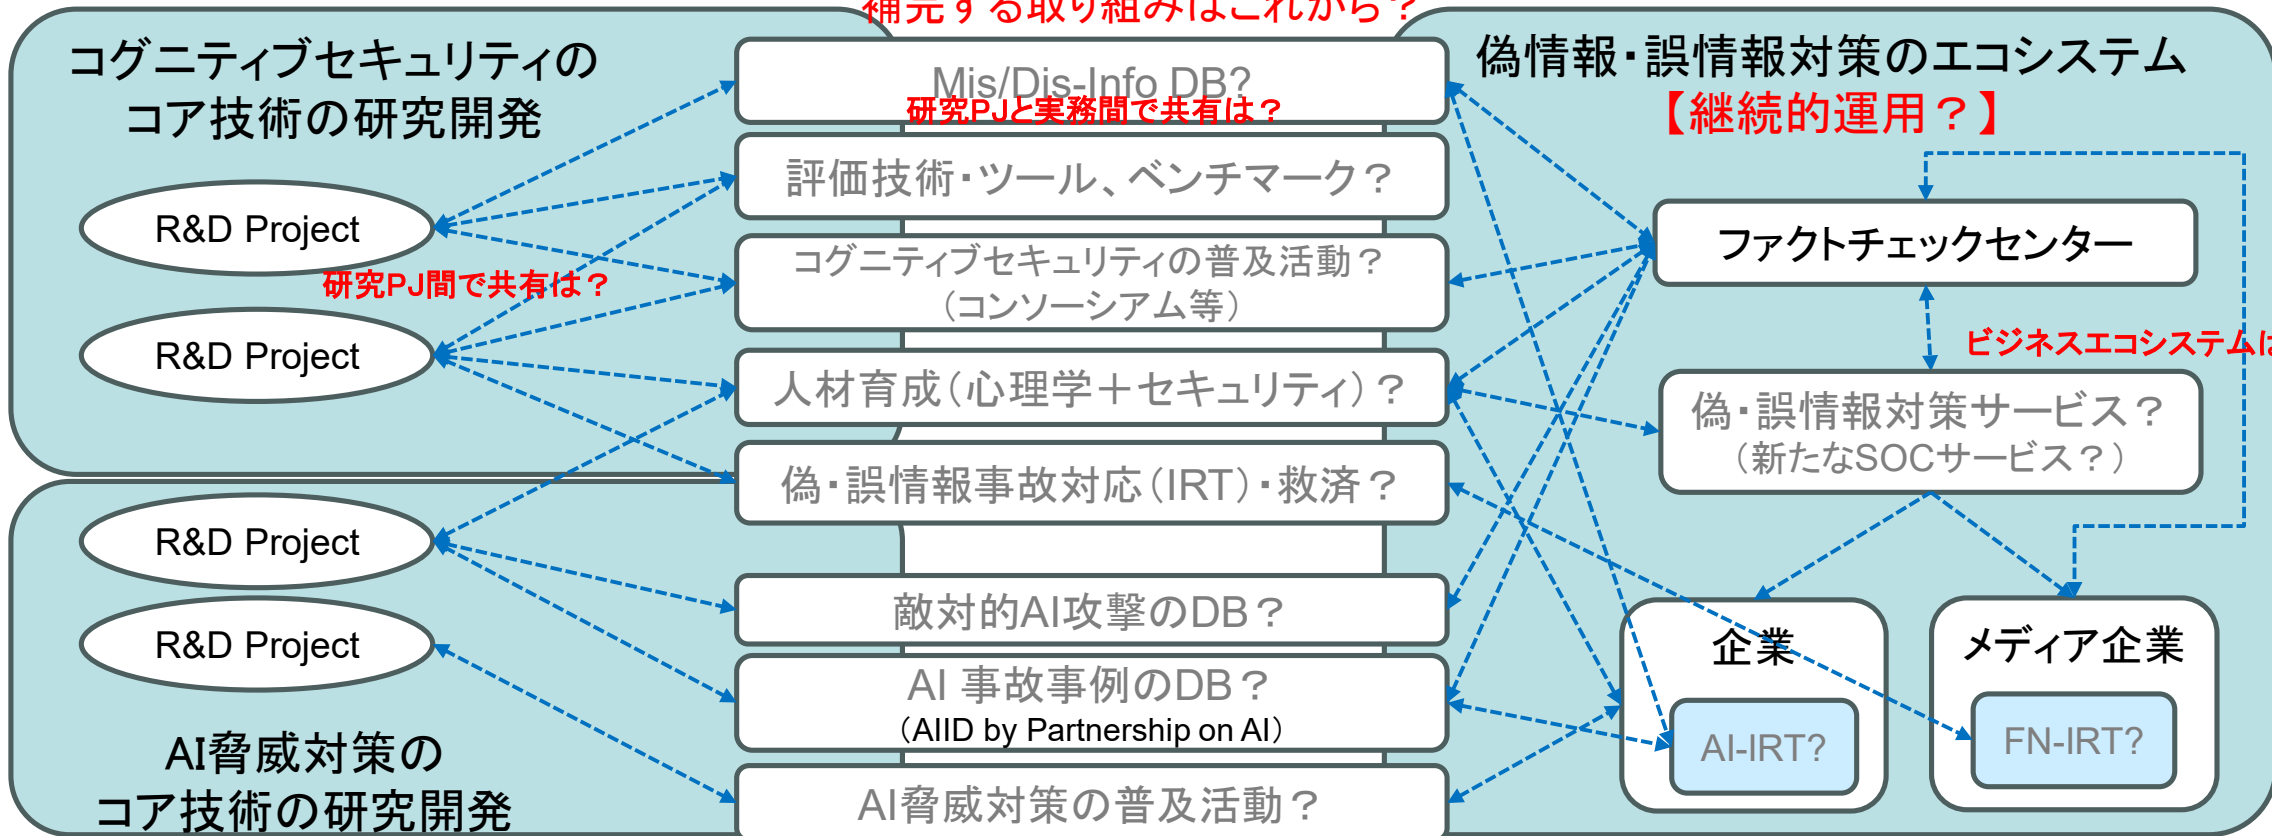 補完する取り組みはこれから？
コグニティブセキュリティの
コア技術の研究開発
R&D Project
研究PJ間で共有は？
R&D Project
R&D Project
R&D Project
AI脅威対策の
コア技術の研究開発
Mis/Dis-Info DB?
研究PJと実務間で共有は？
評価技術・ツール、ベンチマーク？
コグニティブセキュリティの普及活動？
（コンソーシアム等）
人材育成（心理学＋セキュリティ）？
偽・誤情報事故対応（IRT）・救済？
敵対的AI攻撃のDB？
AI 事故事例のDB？
（AIID by Partnership on AI）
AI脅威対策の普及活動？
偽情報・誤情報対策のエコシステム
【継続的運用？】
ファクトチェックセンター
ビジネスエコシステムは
偽・誤情報対策サービス？
（新たなSOCサービス？）
企業
AI-IRT?
メディア企業
FN-IRT?